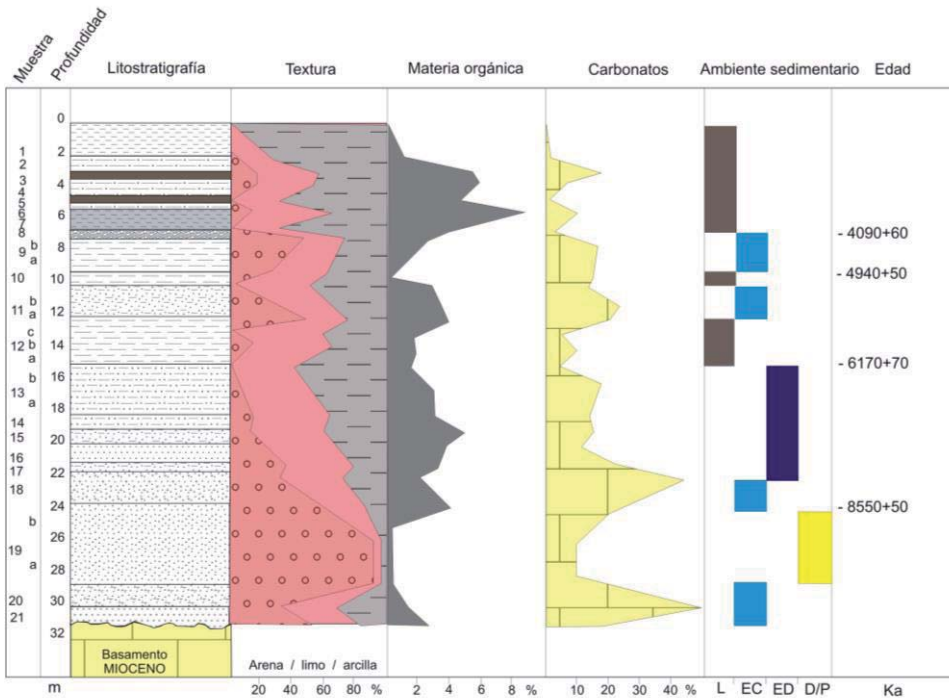 Muestra
Profundidad
Litostratigrafía Textura Materia orgánica Carbonatos Ambiente sedimentario Edad
0
1 2
2
3 4
4
5
6 6
7
8 b 8
9 a
10 10
b
11 a 12
c
12 b 14
a
b 16
13 a
18
14
15 20
16
17 22
18
24
b
19 26
a 28
20 30
21
32
- 4090+60
- 4940+50
- 6170+70
- 8550+50
Basamento
MIOCENO
Arena / limo / arcilla
m 20 40 60 80 % 2 4 6 8 % 10 20 30 40 % L EC ED D/P Ka